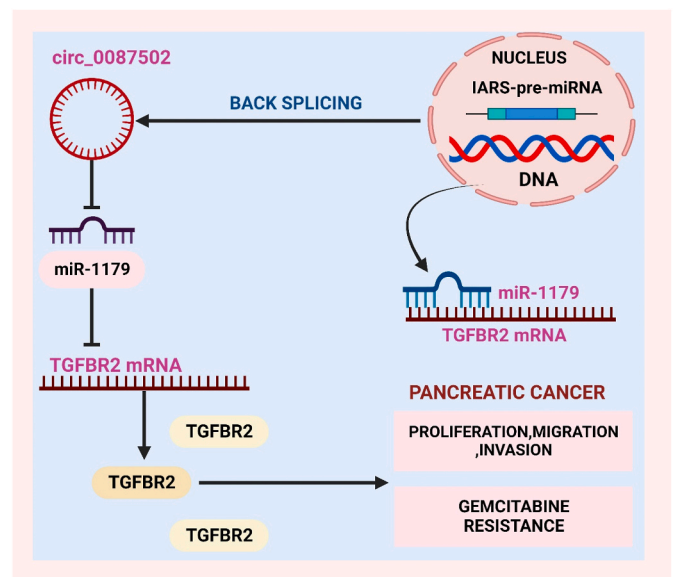 circ_0087502
NUCLEUS
IARS-pre-miRNA
BACK SPLICING
DNA
miR-1179
miR-1179
TGFBR2 mRNA
TGFBR2 mRNA
PANCREATIC CANCER
TGFBR2
PROLIFERATION,MIGRATION
,INVASION
TGFBR2
GEMCITABINE
RESISTANCE
TGFBR2